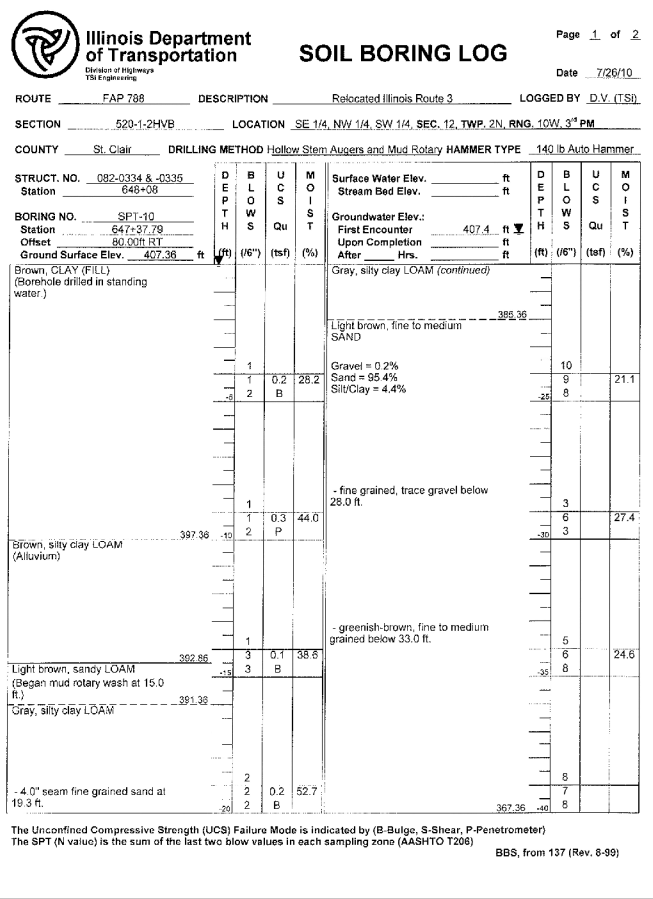 Illinois Department
of Transportation
Division of Highways
TSI Engineering
SOIL BORING LOG
Page 1 of 2
Date 7/26/10
ROUTE FAP 788 DESCRIPTION Relocated Illinois Route 3 LOGGED BY D.V. (TSI)
SECTION 520-1-2HVB LOCATION SE 1/4, NW 1/4, SW 1/4, SEC. 12, TWP. 2N, RNG. 10W, 3rd PM
COUNTY St. Clair DRILLING METHOD Hollow Stem Augers and Mud Rotary HAMMER TYPE 140 lb Auto Hammer
STRUCT. NO. 082-0334 & -0335
Station 648+08
BORING NO. SPT-10
Station 647+37.79
Offset 80.00ft RT
Ground Surface Elev. 407.36 ft
DEPTH (ft)
BLOWS (/6")
UCS Qu (tsf)
MOIST (%)
Surface Water Elev. ft
Stream Bed Elev. ft
Groundwater Elev.:
First Encounter 407.4 ft
Upon Completion ft
After Hrs. ft
DEPTH (ft)
BLOWS (/6")
UCS Qu (tsf)
MOIST (%)
Brown, CLAY (FILL)
(Borehole drilled in standing
water.)
1
1 0.2 28.2
-5 2 B
1
1 0.3 44.0
397.36 -10 2 P
Brown, silty clay LOAM
(Alluvium)
1
392.86 3 0.1 38.6
Light brown, sandy LOAM -15 3 B
(Began mud rotary wash at 15.0
ft.) 391.36
Gray, silty clay LOAM
2
- 4.0" seam fine grained sand at 2 0.2 52.7
19.3 ft. -20 2 B
Gray, silty clay LOAM (continued)
385.36
Light brown, fine to medium
SAND
Gravel = 0.2% 10
Sand = 95.4% 9 21.1
Silt/Clay = 4.4% -25 8
- fine grained, trace gravel below
28.0 ft. 3
6 27.4
-30 3
- greenish-brown, fine to medium
grained below 33.0 ft. 5
6 24.6
-35 8
8
7
367.36 -40 8
The Unconfined Compressive Strength (UCS) Failure Mode is indicated by (B-Bulge, S-Shear, P-Penetrometer)
The SPT (N value) is the sum of the last two blow values in each sampling zone (AASHTO T206)
BBS, from 137 (Rev. 8-99)